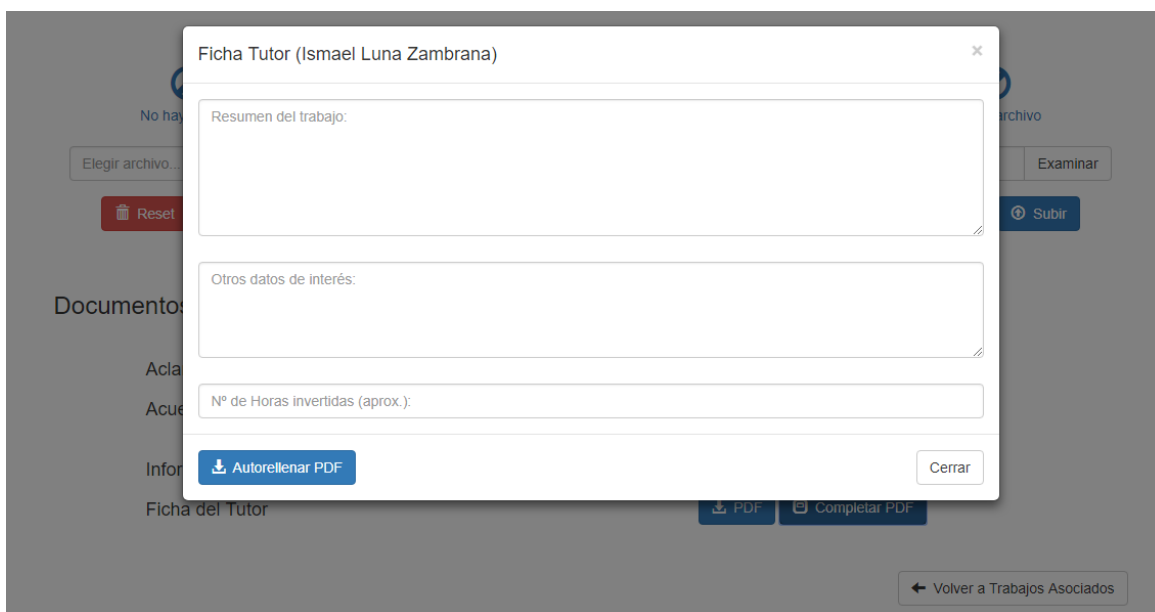 Ficha Tutor (Ismael Luna Zambrana) ×
No hay
Resumen del trabajo:
archivo
Elegir archivo...
Examinar
Reset
Subir
Otros datos de interés:
Documentos
Acla
Nº de Horas invertidas (aprox.):
Acue
Autorellenar PDF
Cerrar
Infor
Ficha del Tutor
PDF
Completar PDF
Volver a Trabajos Asociados